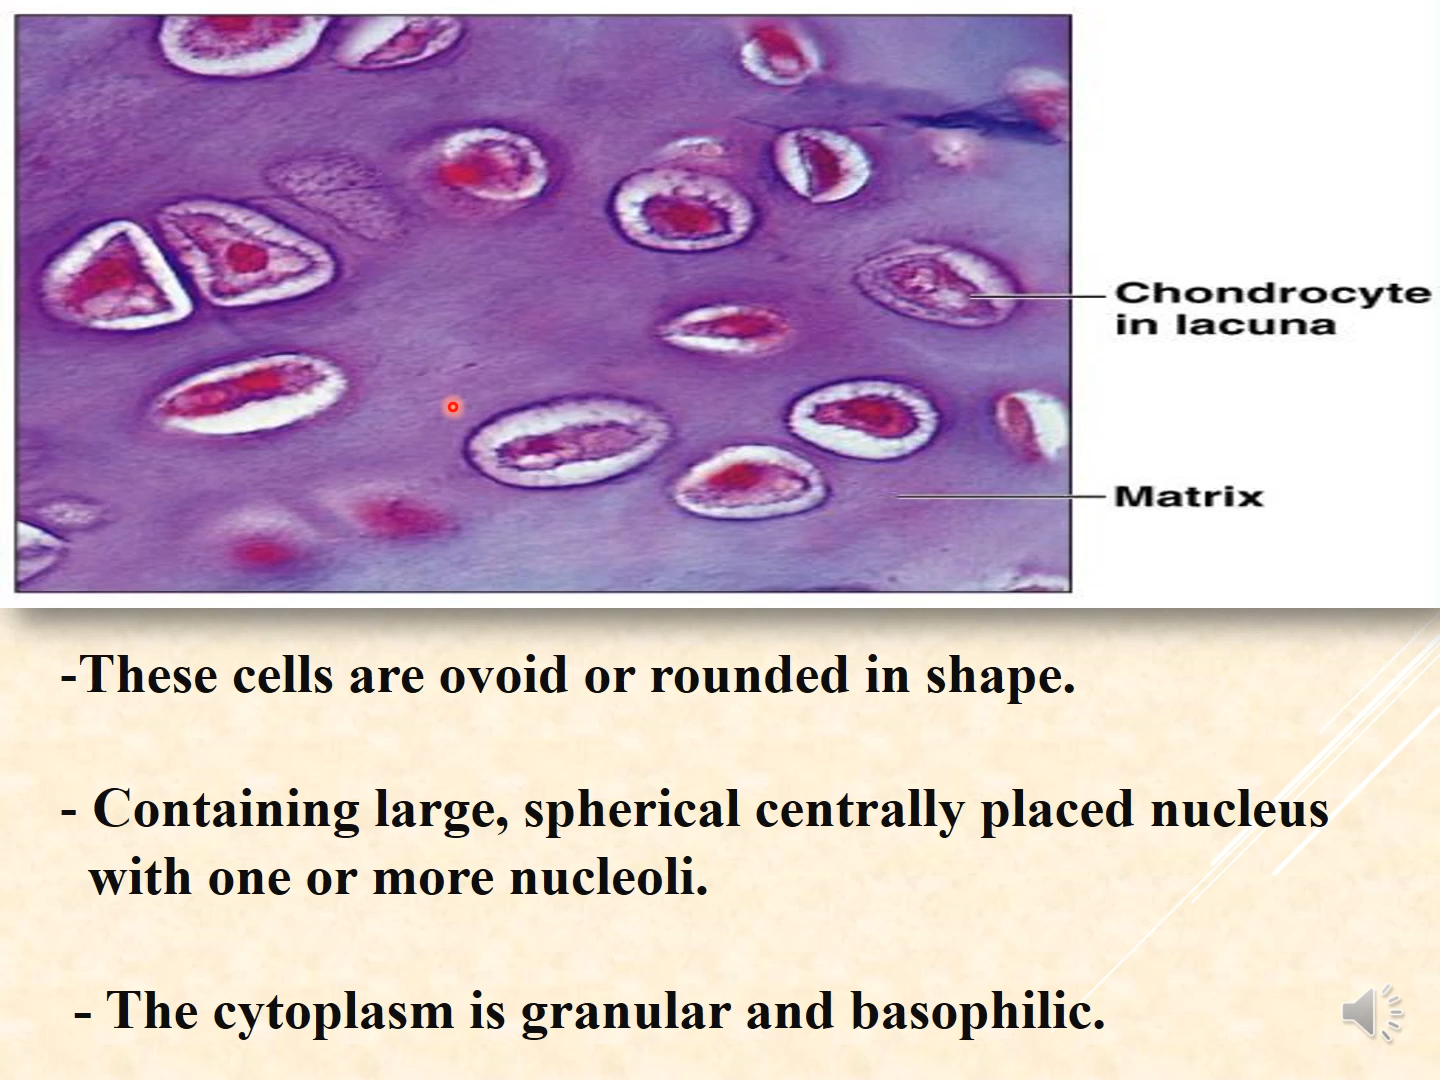 Chondrocyte
in lacuna
Matrix
-These cells are ovoid or rounded in shape.
- Containing large, spherical centrally placed nucleus
with one or more nucleoli.
- The cytoplasm is granular and basophilic.